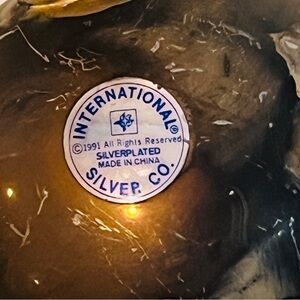 INTERNATIONAL®
©1991 All Rights Reserved
SILVERPLATED
MADE IN CHINA
SILVER CO.